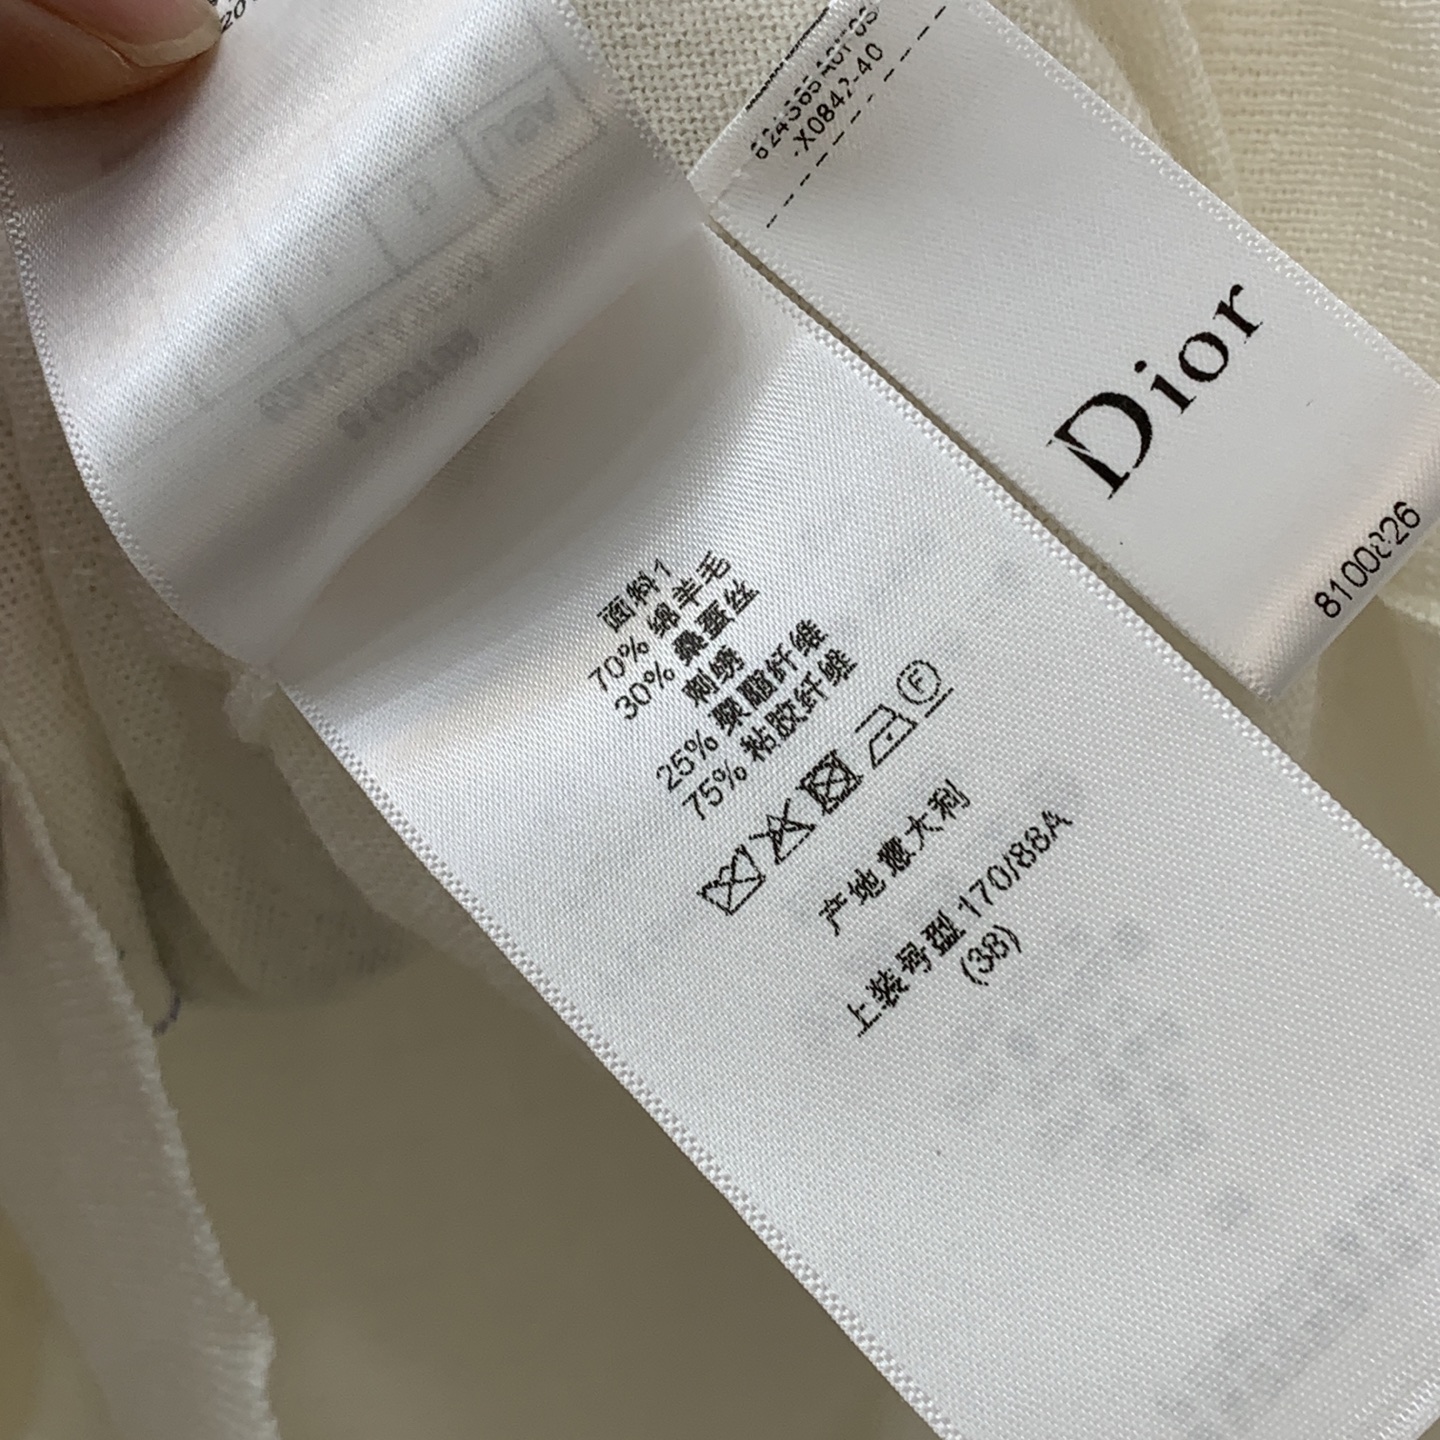 X0842-40
Dior
面料 1
70% 绵羊毛
30% 桑蚕丝
刺绣
25% 聚酯纤维
75% 粘胶纤维
F
产地 意大利
上装号型 170/88A
(38)